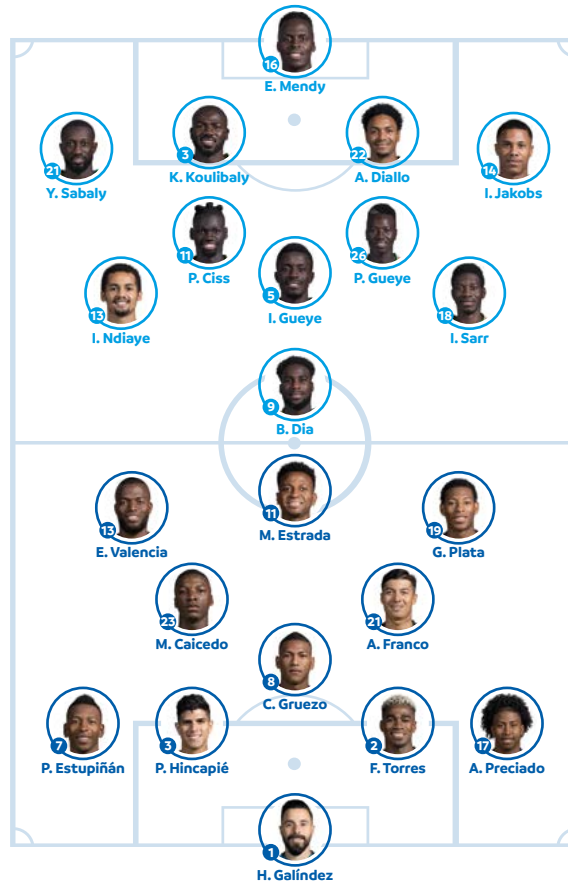 16
E. Mendy
21
Y. Sabaly
3
K. Koulibaly
22
A. Diallo
14
I. Jakobs
11
P. Ciss
26
P. Gueye
5
I. Gueye
13
I. Ndiaye
18
I. Sarr
9
B. Dia
13
E. Valencia
11
M. Estrada
19
G. Plata
23
M. Caicedo
21
A. Franco
8
C. Gruezo
7
P. Estupiñán
3
P. Hincapié
2
F. Torres
17
A. Preciado
1
H. Galíndez